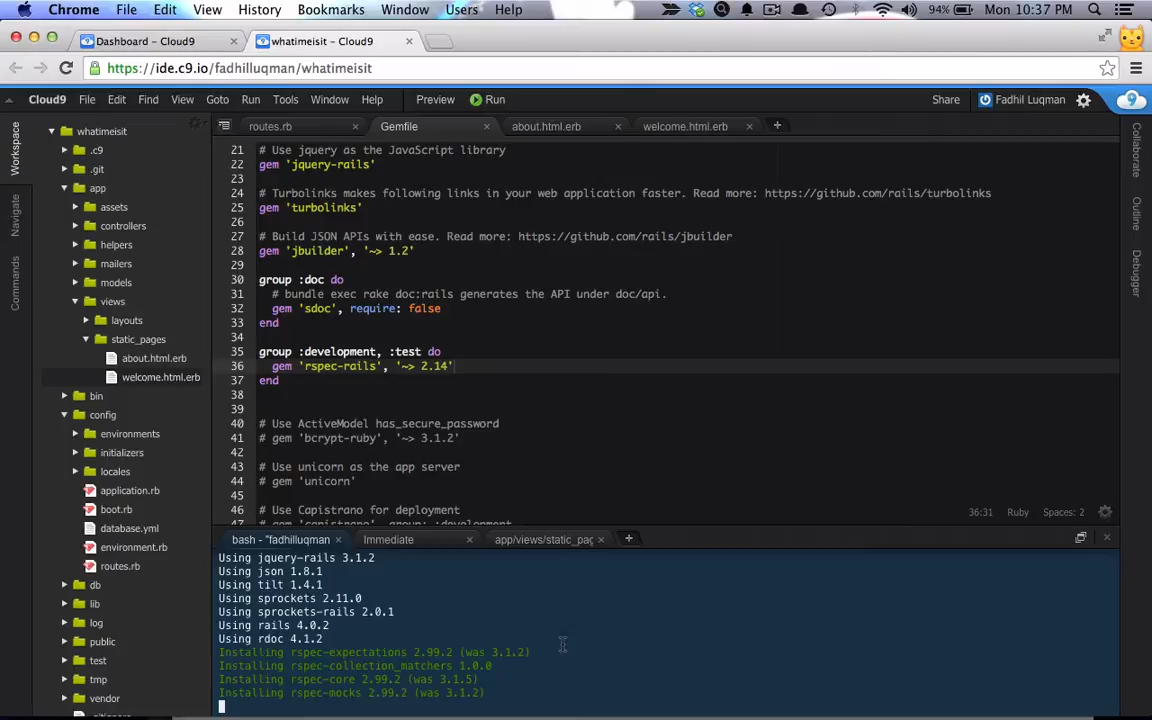 Chrome File Edit View History Bookmarks Window Users Help 94% Mon 10:37 PM
Dashboard – Cloud9 whatimeisit – Cloud9
https://ide.c9.io/fadhilluqman/whatimeisit
Cloud9 File Edit Find View Goto Run Tools Window Help Preview Run Share Fadhil Luqman
routes.rb Gemfile about.html.erb welcome.html.erb
Workspace
Navigate
Commands
whatimeisit
.c9
.git
app
assets
controllers
helpers
mailers
models
views
layouts
static_pages
about.html.erb
welcome.html.erb
bin
config
environments
initializers
locales
application.rb
boot.rb
database.yml
environment.rb
routes.rb
db
lib
log
public
test
tmp
vendor
.gitignore
21 # Use jquery as the JavaScript library
22 gem 'jquery-rails'
23
24 # Turbolinks makes following links in your web application faster. Read more: https://github.com/rails/turbolinks
25 gem 'turbolinks'
26
27 # Build JSON APIs with ease. Read more: https://github.com/rails/jbuilder
28 gem 'jbuilder', '~> 1.2'
29
30 group :doc do
31 # bundle exec rake doc:rails generates the API under doc/api.
32 gem 'sdoc', require: false
33 end
34
35 group :development, :test do
36 gem 'rspec-rails', '~> 2.14'
37 end
38
39
40 # Use ActiveModel has_secure_password
41 # gem 'bcrypt-ruby', '~> 3.1.2'
42
43 # Use unicorn as the app server
44 # gem 'unicorn'
45
46 # Use Capistrano for deployment
47 # gem 'capistrano', group: :development
36:31 Ruby Spaces: 2
Collaborate
Outline
Debugger
bash - "fadhilluqman Immediate app/views/static_pag
Using jquery-rails 3.1.2
Using json 1.8.1
Using tilt 1.4.1
Using sprockets 2.11.0
Using sprockets-rails 2.0.1
Using rails 4.0.2
Using rdoc 4.1.2
Installing rspec-expectations 2.99.2 (was 3.1.2)
Installing rspec-collection_matchers 1.0.0
Installing rspec-core 2.99.2 (was 3.1.5)
Installing rspec-mocks 2.99.2 (was 3.1.2)